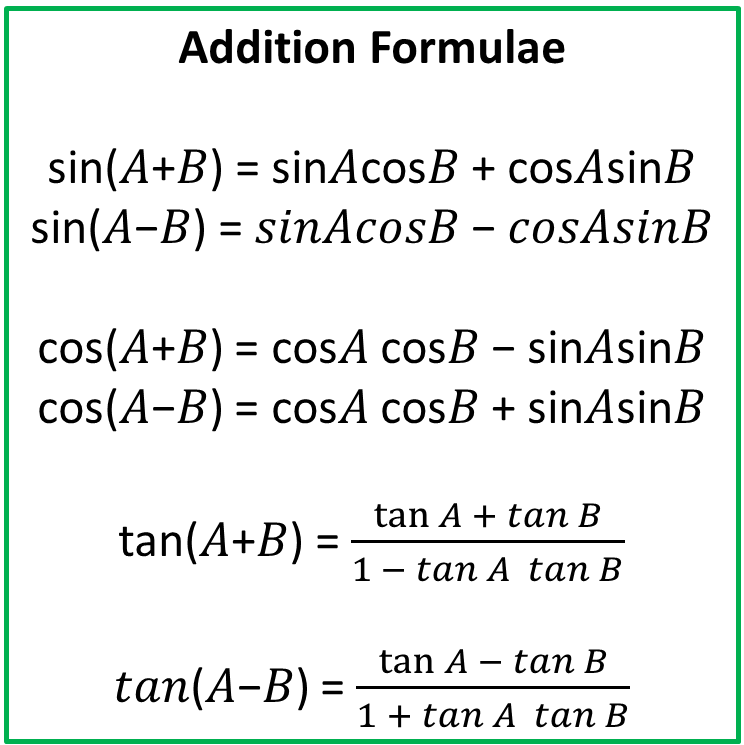 Addition Formulae
sin(A+B) = sinAcosB + cosAsinB
sin(A−B) = sinAcosB − cosAsinB
cos(A+B) = cosA cosB − sinAsinB
cos(A−B) = cosA cosB + sinAsinB
tan(A+B) = (tan A + tan B)/(1 − tan A tan B)
tan(A−B) = (tan A − tan B)/(1 + tan A tan B)